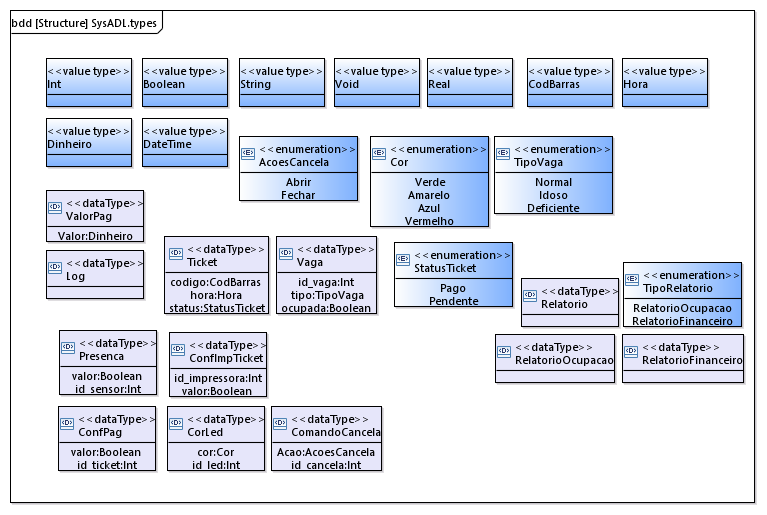 bdd [Structure] SysADL.types
<<value type>>
Int
<<value type>>
Boolean
<<value type>>
String
<<value type>>
Void
<<value type>>
Real
<<value type>>
CodBarras
<<value type>>
Hora
<<value type>>
Dinheiro
<<value type>>
DateTime
<<enumeration>>
AcoesCancela
Abrir
Fechar
<<enumeration>>
Cor
Verde
Amarelo
Azul
Vermelho
<<enumeration>>
TipoVaga
Normal
Idoso
Deficiente
<<dataType>>
ValorPag
Valor:Dinheiro
<<dataType>>
Log
<<dataType>>
Ticket
codigo:CodBarras
hora:Hora
status:StatusTicket
<<dataType>>
Vaga
id_vaga:Int
tipo:TipoVaga
ocupada:Boolean
<<enumeration>>
StatusTicket
Pago
Pendente
<<dataType>>
Relatorio
<<enumeration>>
TipoRelatorio
RelatorioOcupacao
RelatorioFinanceiro
<<dataType>>
Presenca
valor:Boolean
id_sensor:Int
<<dataType>>
ConfImpTicket
id_impressora:Int
valor:Boolean
<<dataType>>
RelatorioOcupacao
<<dataType>>
RelatorioFinanceiro
<<dataType>>
ConfPag
valor:Boolean
id_ticket:Int
<<dataType>>
CorLed
cor:Cor
id_led:Int
<<dataType>>
ComandoCancela
Acao:AcoesCancela
id_cancela:Int